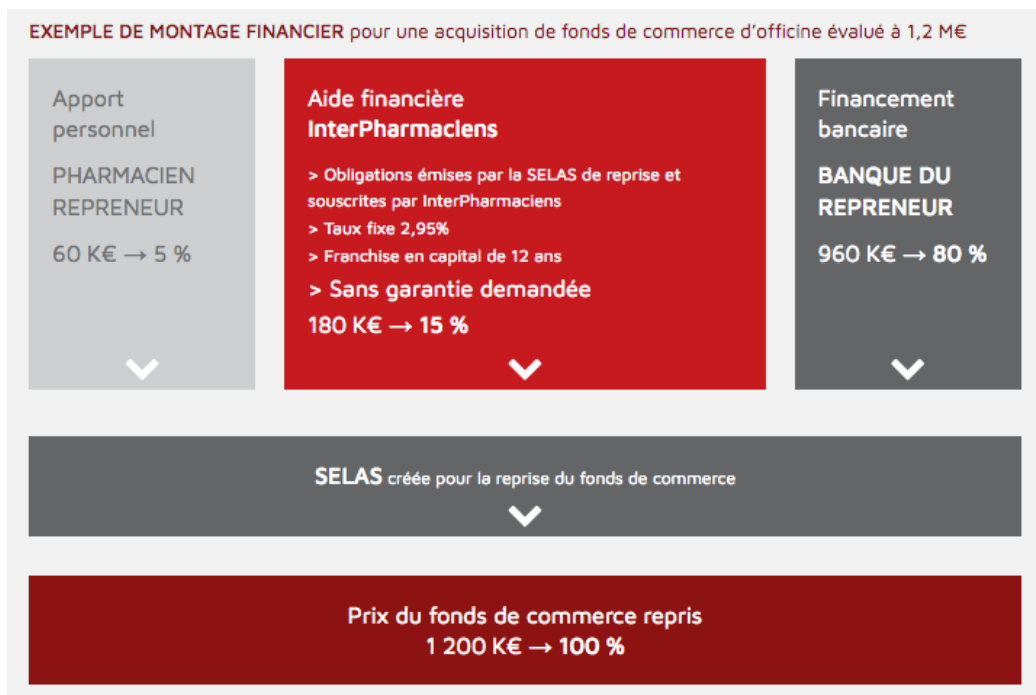 EXEMPLE DE MONTAGE FINANCIER pour une acquisition de fonds de commerce d'officine évalué à 1,2 M€
Apport
personnel
PHARMACIEN
REPRENEUR
60 K€ → 5 %
Aide financière
InterPharmaciens
> Obligations émises par la SELAS de reprise et
souscrites par InterPharmaciens
> Taux fixe 2,95%
> Franchise en capital de 12 ans
> Sans garantie demandée
180 K€ → 15 %
Financement
bancaire
BANQUE DU
REPRENEUR
960 K€ → 80 %
SELAS créée pour la reprise du fonds de commerce
Prix du fonds de commerce repris
1 200 K€ → 100 %